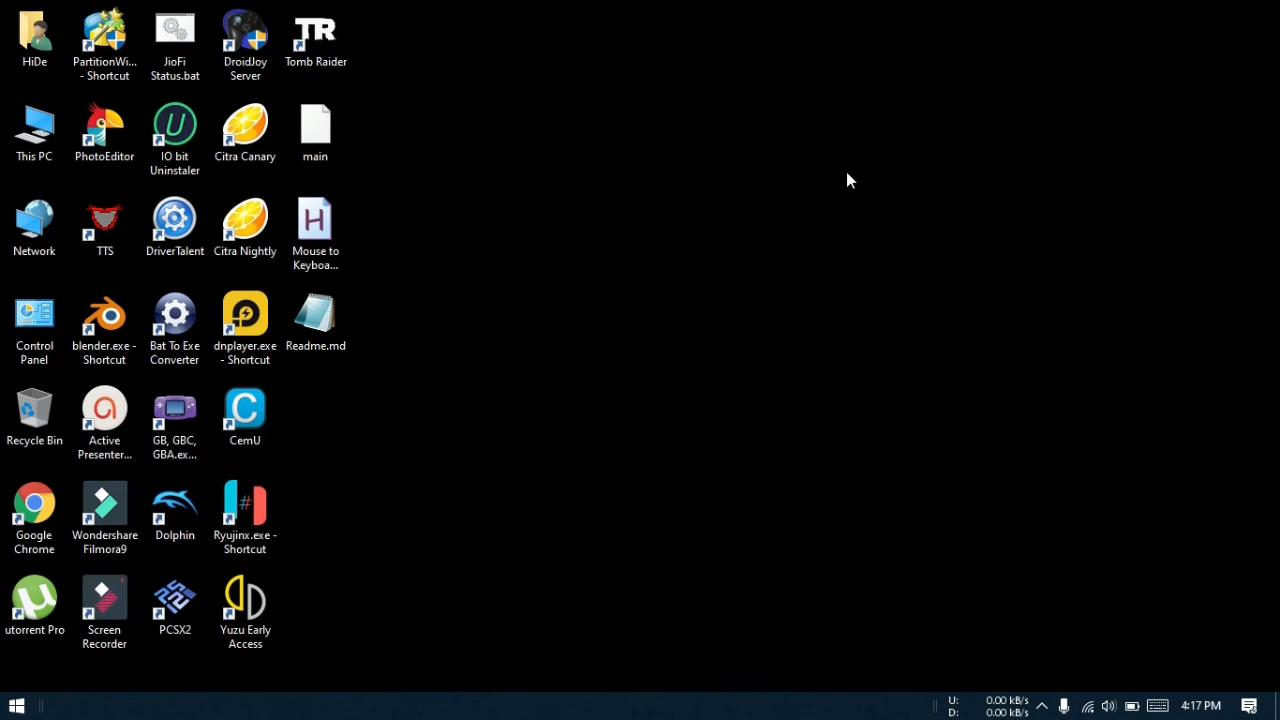 HiDe
PartitionWi...
- Shortcut
JioFi
Status.bat
DroidJoy
Server
TR
Tomb Raider
This PC
PhotoEditor
U
IO bit
Uninstaler
Citra Canary
main
Network
TTS
DriverTalent
Citra Nightly
H
Mouse to
Keyboa...
Control
Panel
blender.exe -
Shortcut
Bat To Exe
Converter
dnplayer.exe
- Shortcut
Readme.md
Recycle Bin
Active
Presenter...
GB, GBC,
GBA.ex...
C
CemU
Google
Chrome
Wondershare
Filmora9
Dolphin
#
Ryujinx.exe -
Shortcut
µ
utorrent Pro
Screen
Recorder
PCSX2
Yuzu Early
Access
U: 0.00 kB/s
D: 0.00 kB/s
4:17 PM